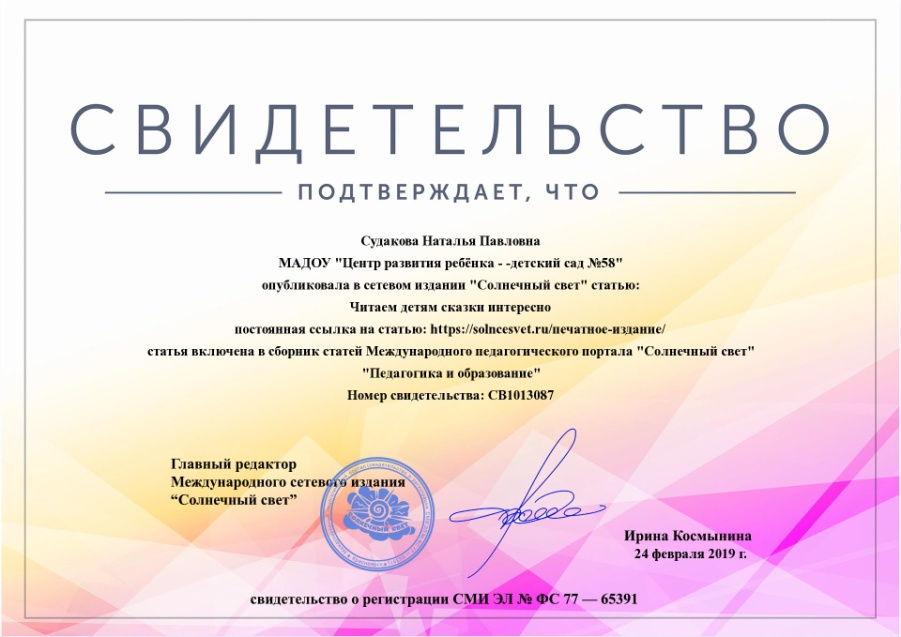 СВИДЕТЕЛЬСТВО
ПОДТВЕРЖДАЕТ, ЧТО
Судакова Наталья Павловна
МАДОУ "Центр развития ребёнка - -детский сад №58"
опубликовала в сетевом издании "Солнечный свет" статью:
Читаем детям сказки интересно
постоянная ссылка на статью: https://solncesvet.ru/печатное-издание/
статья включена в сборник статей Международного педагогического портала "Солнечный свет"
"Педагогика и образование"
Номер свидетельства: СВ1013087
Главный редактор
Международного сетевого издания
“Солнечный свет”
Солнечный свет
Ирина Космынина
24 февраля 2019 г.
свидетельство о регистрации СМИ ЭЛ № ФС 77 — 65391